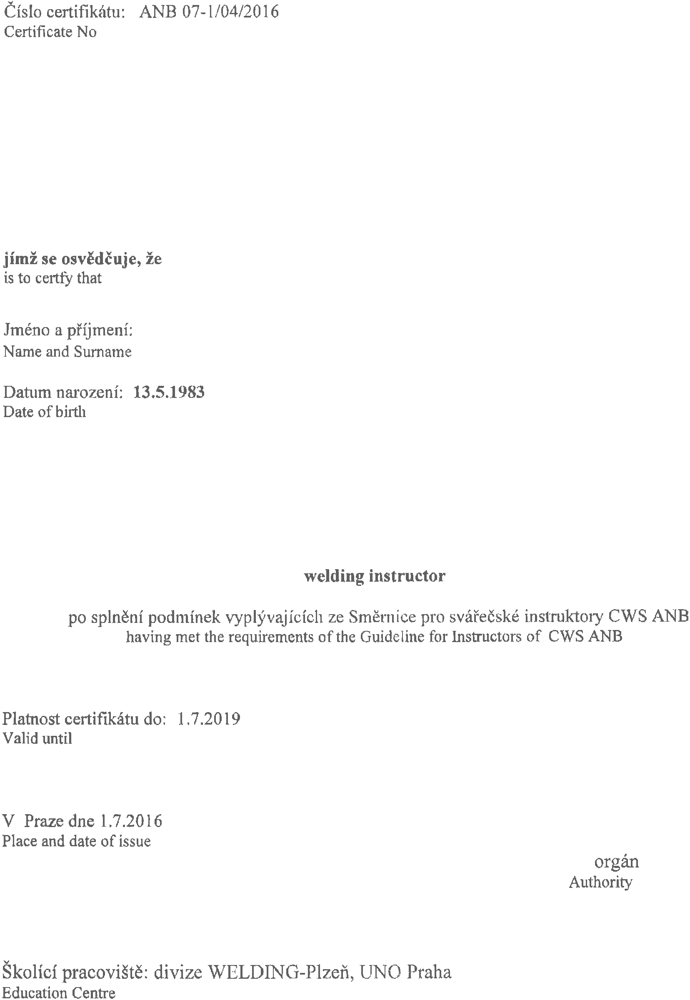 Číslo certifikátu: ANB 07-1/04/2016
Certificate No
jímž se osvědčuje, že
is to certfy that
Jméno a příjmení:
Name and Surname
Datum narození: 13.5.1983
Date of birth
welding instructor
po splnění podmínek vyplývajících ze Směrnice pro svářečské instruktory CWS ANB
having met the requirements of the Guideline for Instructors of CWS ANB
Platnost certifikátu do: 1.7.2019
Valid until
V Praze dne 1.7.2016
Place and date of issue
orgán
Authority
Školící pracoviště: divize WELDING-Plzeň, UNO Praha
Education Centre